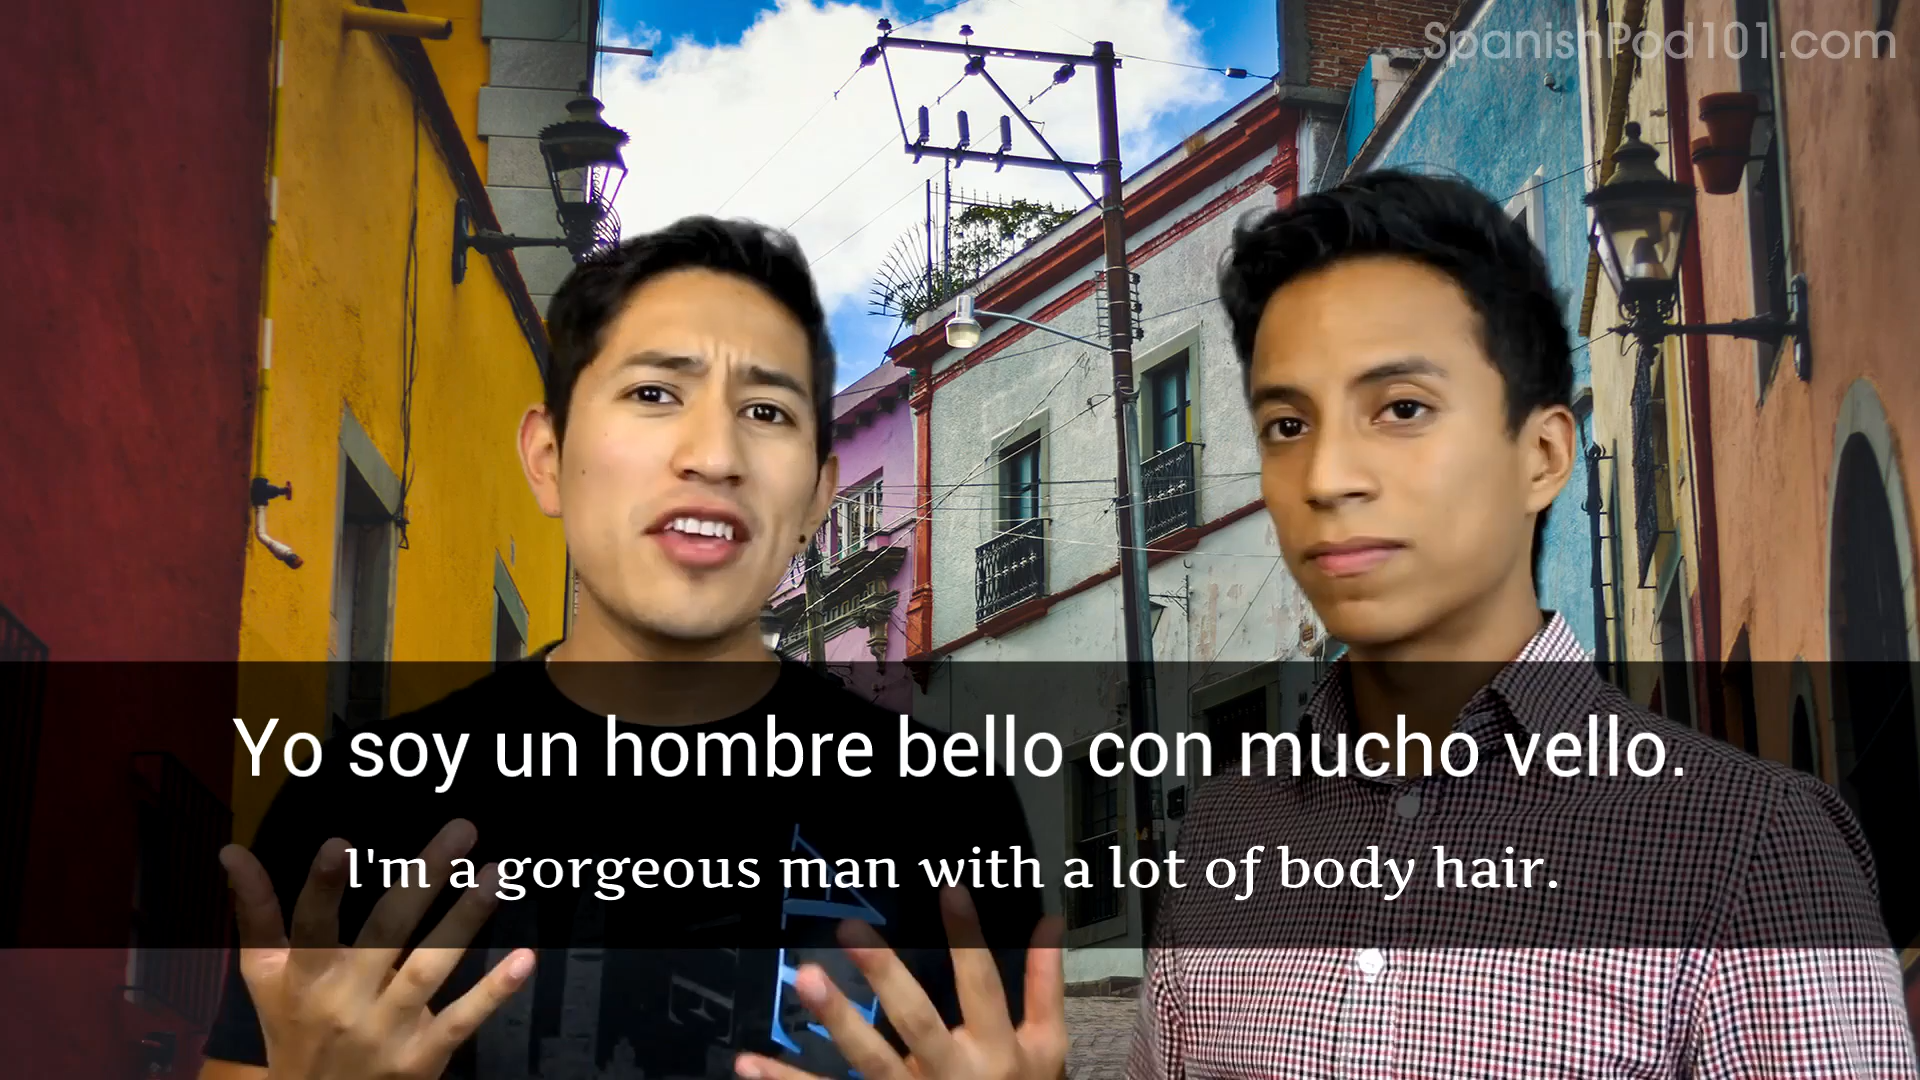 SpanishPod101.com
Yo soy un hombre bello con mucho vello.
I'm a gorgeous man with a lot of body hair.